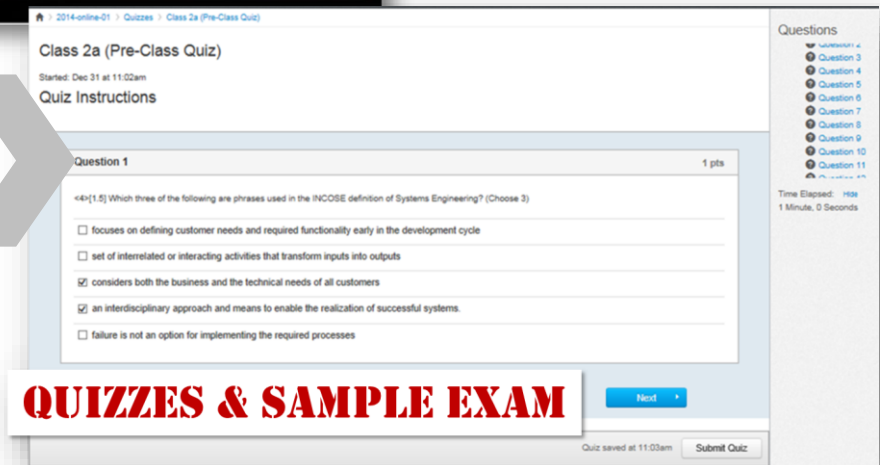 2014-online-01 > Quizzes > Class 2a (Pre-Class Quiz)
Class 2a (Pre-Class Quiz)
Started: Dec 31 at 11:02am
Quiz Instructions
Question 1 1 pts
<4>[1.5] Which three of the following are phrases used in the INCOSE definition of Systems Engineering? (Choose 3)
focuses on defining customer needs and required functionality early in the development cycle
set of interrelated or interacting activities that transform inputs into outputs
considers both the business and the technical needs of all customers
an interdisciplinary approach and means to enable the realization of successful systems.
failure is not an option for implementing the required processes
QUIZZES & SAMPLE EXAM
Next
Quiz saved at 11:03am Submit Quiz
Questions
Question 2
Question 3
Question 4
Question 5
Question 6
Question 7
Question 8
Question 9
Question 10
Question 11
Question 12
Time Elapsed: Hide
1 Minute, 0 Seconds